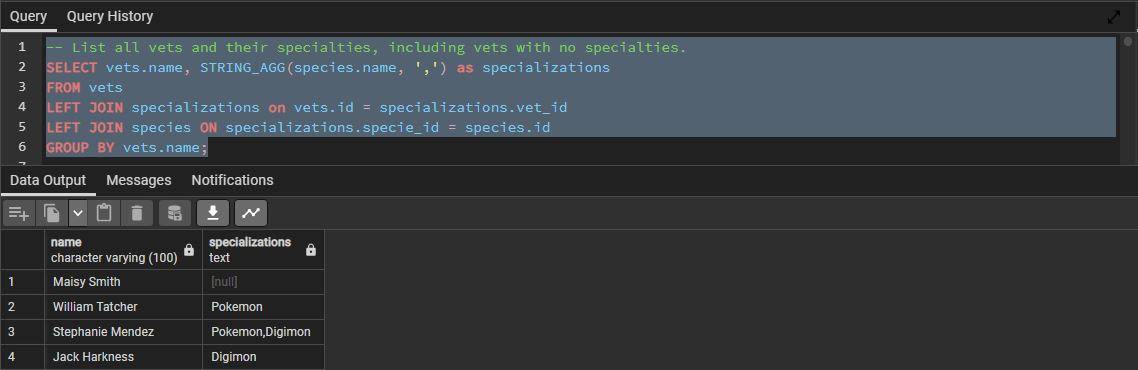 Query Query History
1 -- List all vets and their specialties, including vets with no specialties.
2 SELECT vets.name, STRING_AGG(species.name, ',') as specializations
3 FROM vets
4 LEFT JOIN specializations on vets.id = specializations.vet_id
5 LEFT JOIN species ON specializations.specie_id = species.id
6 GROUP BY vets.name;
Data Output Messages Notifications
name specializations
character varying (100) text
1 Maisy Smith [null]
2 William Tatcher Pokemon
3 Stephanie Mendez Pokemon,Digimon
4 Jack Harkness Digimon